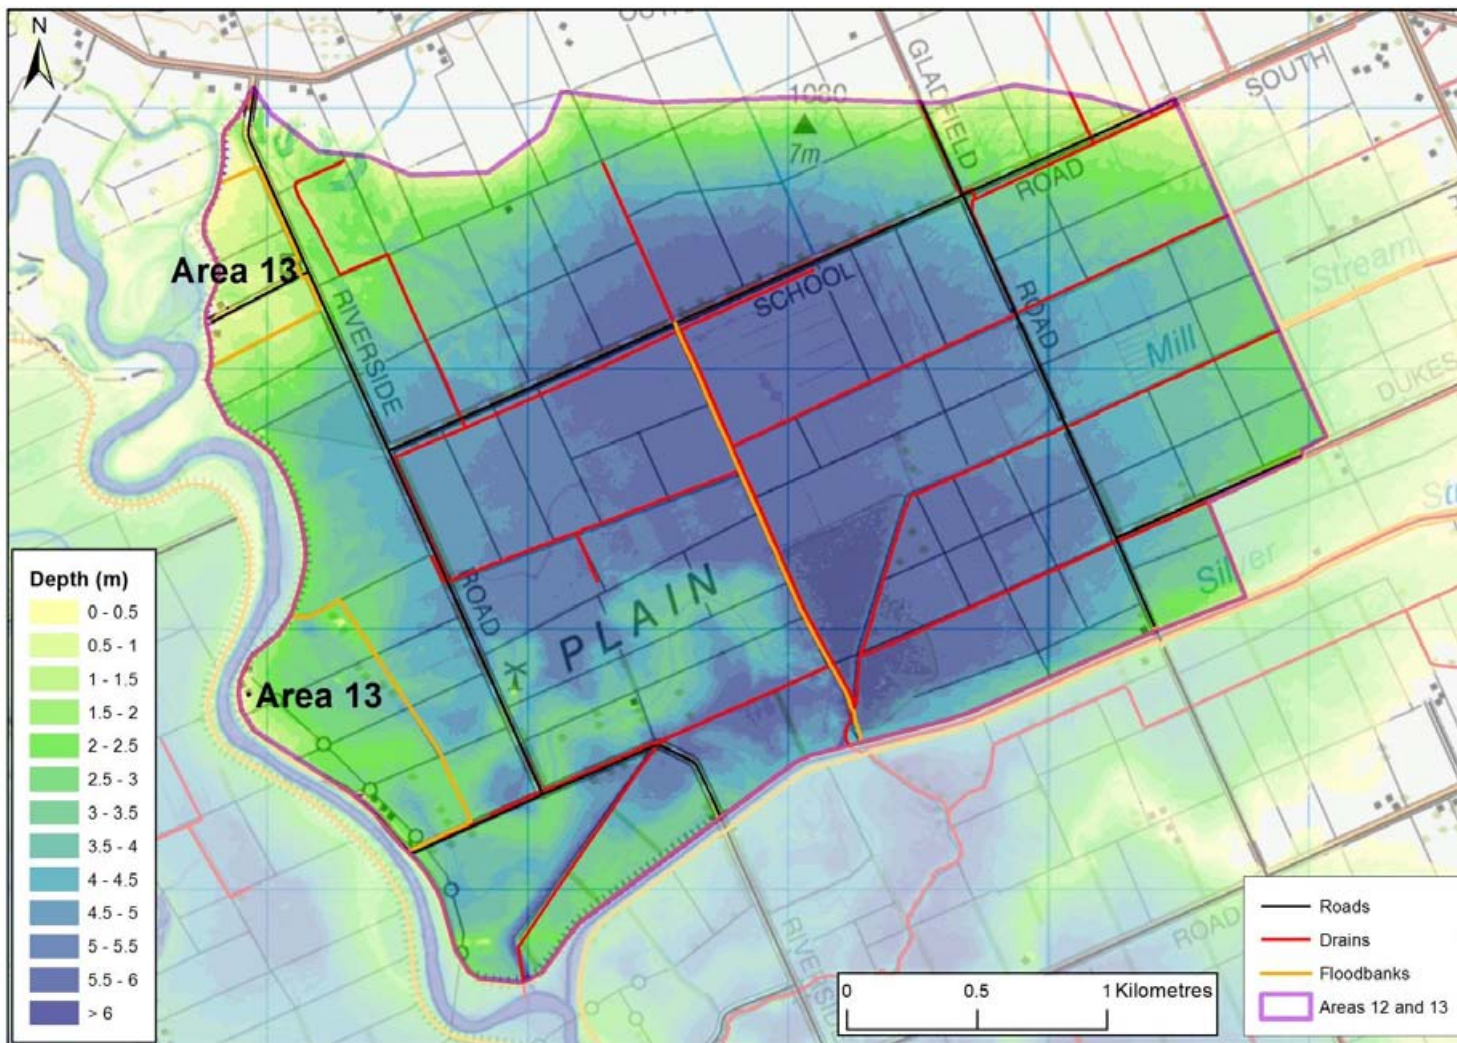 N
SOUTH
1080
7m
GLADFIELD
ROAD
Area 13
RIVERSIDE
SCHOOL
ROAD
Stream
Mill
DUKES
ROAD
PLAIN
Silver
Area 13
Depth (m)
0 - 0.5
0.5 - 1
1 - 1.5
1.5 - 2
2 - 2.5
2.5 - 3
3 - 3.5
3.5 - 4
4 - 4.5
4.5 - 5
5 - 5.5
5.5 - 6
> 6
ROAD
0 0.5 1 Kilometres
Roads
Drains
Floodbanks
Areas 12 and 13